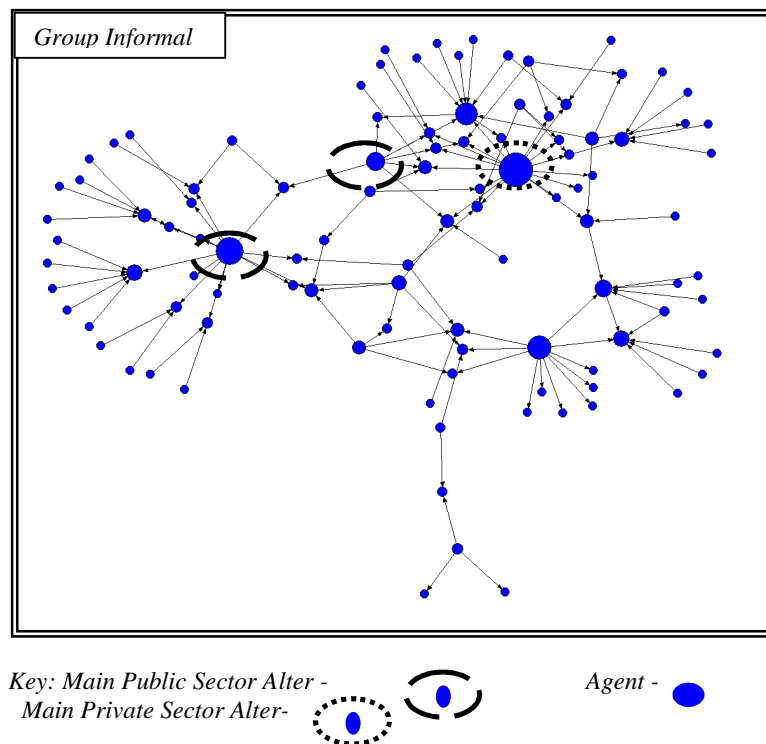 Group Informal
Key: Main Public Sector Alter - Agent -
Main Private Sector Alter-